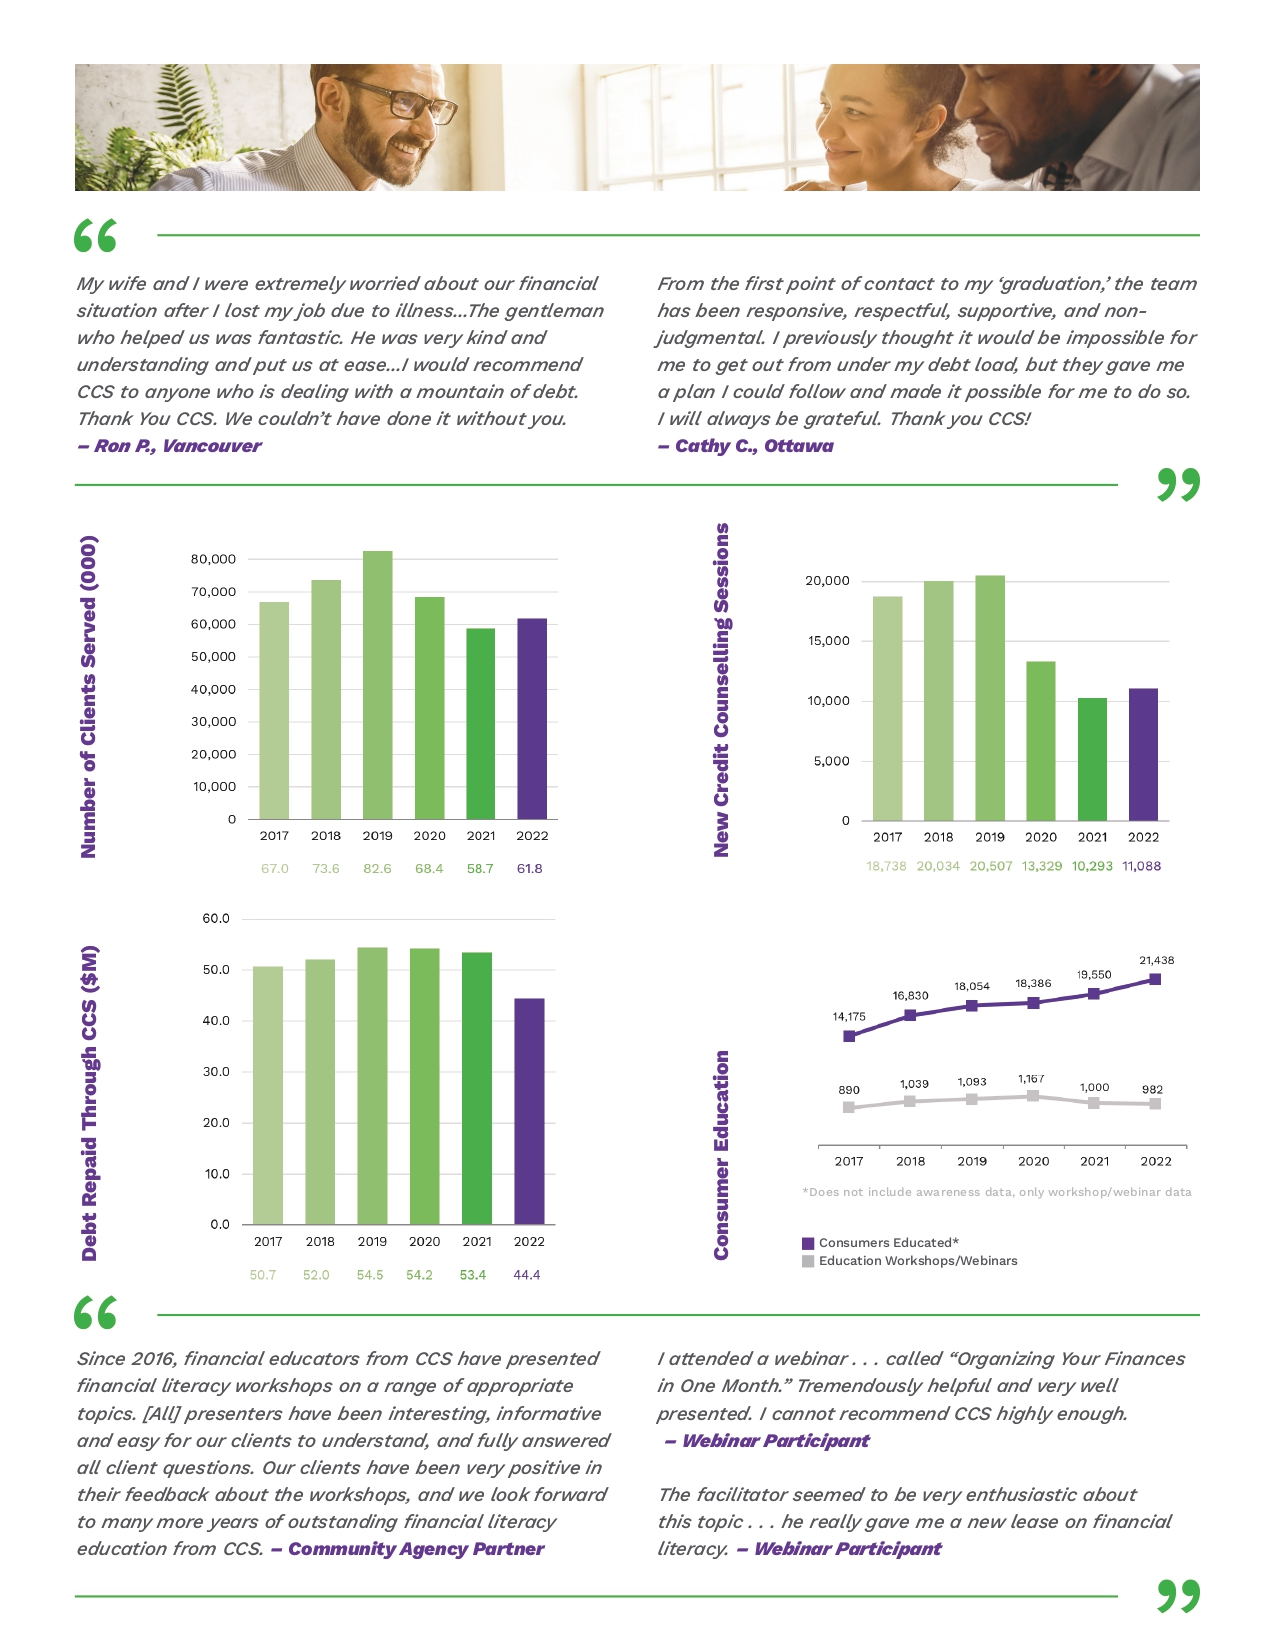 “
My wife and I were extremely worried about our financial
situation after I lost my job due to illness...The gentleman
who helped us was fantastic. He was very kind and
understanding and put us at ease...I would recommend
CCS to anyone who is dealing with a mountain of debt.
Thank You CCS. We couldn’t have done it without you.
– Ron P., Vancouver
From the first point of contact to my ‘graduation,’ the team
has been responsive, respectful, supportive, and non-
judgmental. I previously thought it would be impossible for
me to get out from under my debt load, but they gave me
a plan I could follow and made it possible for me to do so.
I will always be grateful. Thank you CCS!
– Cathy C., Ottawa
”
Number of Clients Served (000)
80,000
70,000
60,000
50,000
40,000
30,000
20,000
10,000
0
2017 2018 2019 2020 2021 2022
67.0 73.6 82.6 68.4 58.7 61.8
New Credit Counselling Sessions
20,000
15,000
10,000
5,000
0
2017 2018 2019 2020 2021 2022
18,738 20,034 20,507 13,329 10,293 11,088
Debt Repaid Through CCS ($M)
60.0
50.0
40.0
30.0
20.0
10.0
0.0
2017 2018 2019 2020 2021 2022
50.7 52.0 54.5 54.2 53.4 44.4
Consumer Education
14,175 16,830 18,054 18,386 19,550 21,438
890 1,039 1,093 1,167 1,000 982
2017 2018 2019 2020 2021 2022
*Does not include awareness data, only workshop/webinar data
Consumers Educated*
Education Workshops/Webinars
“
Since 2016, financial educators from CCS have presented
financial literacy workshops on a range of appropriate
topics. [All] presenters have been interesting, informative
and easy for our clients to understand, and fully answered
all client questions. Our clients have been very positive in
their feedback about the workshops, and we look forward
to many more years of outstanding financial literacy
education from CCS. – Community Agency Partner
I attended a webinar . . . called “Organizing Your Finances
in One Month.” Tremendously helpful and very well
presented. I cannot recommend CCS highly enough.
– Webinar Participant
The facilitator seemed to be very enthusiastic about
this topic . . . he really gave me a new lease on financial
literacy. – Webinar Participant
”